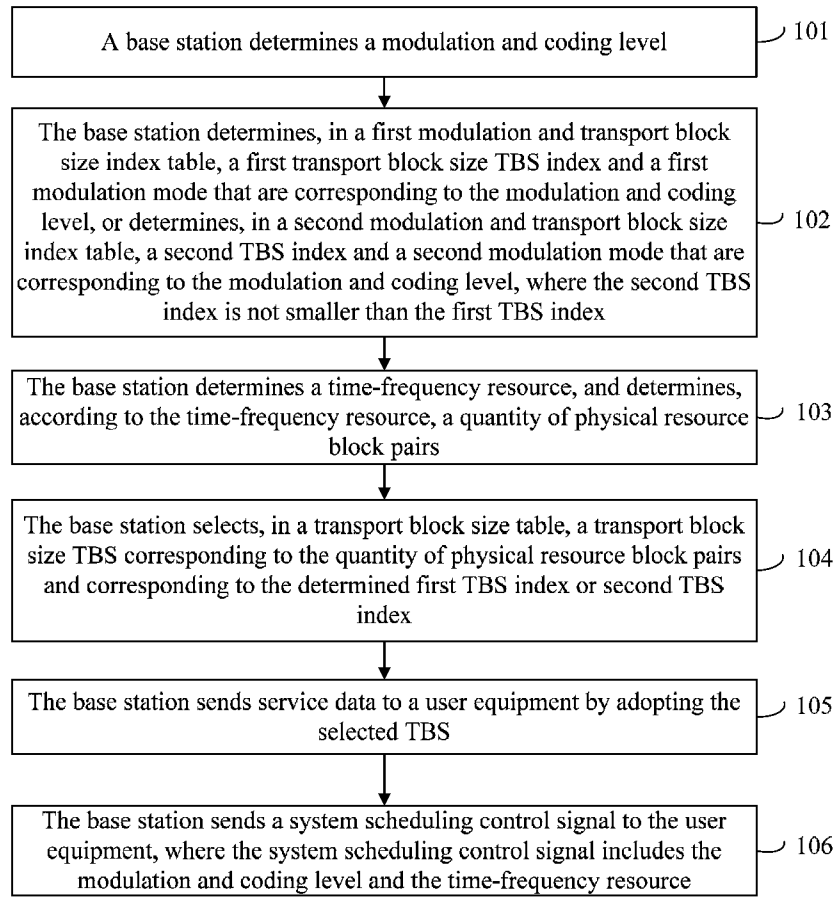 A base station determines a modulation and coding level
101
The base station determines, in a first modulation and transport block
size index table, a first transport block size TBS index and a first
modulation mode that are corresponding to the modulation and coding
level, or determines, in a second modulation and transport block size
index table, a second TBS index and a second modulation mode that are
corresponding to the modulation and coding level, where the second TBS
index is not smaller than the first TBS index
102
The base station determines a time-frequency resource, and determines,
according to the time-frequency resource, a quantity of physical resource
block pairs
103
The base station selects, in a transport block size table, a transport block
size TBS corresponding to the quantity of physical resource block pairs
and corresponding to the determined first TBS index or second TBS
index
104
The base station sends service data to a user equipment by adopting the
selected TBS
105
The base station sends a system scheduling control signal to the user
equipment, where the system scheduling control signal includes the
modulation and coding level and the time-frequency resource
106